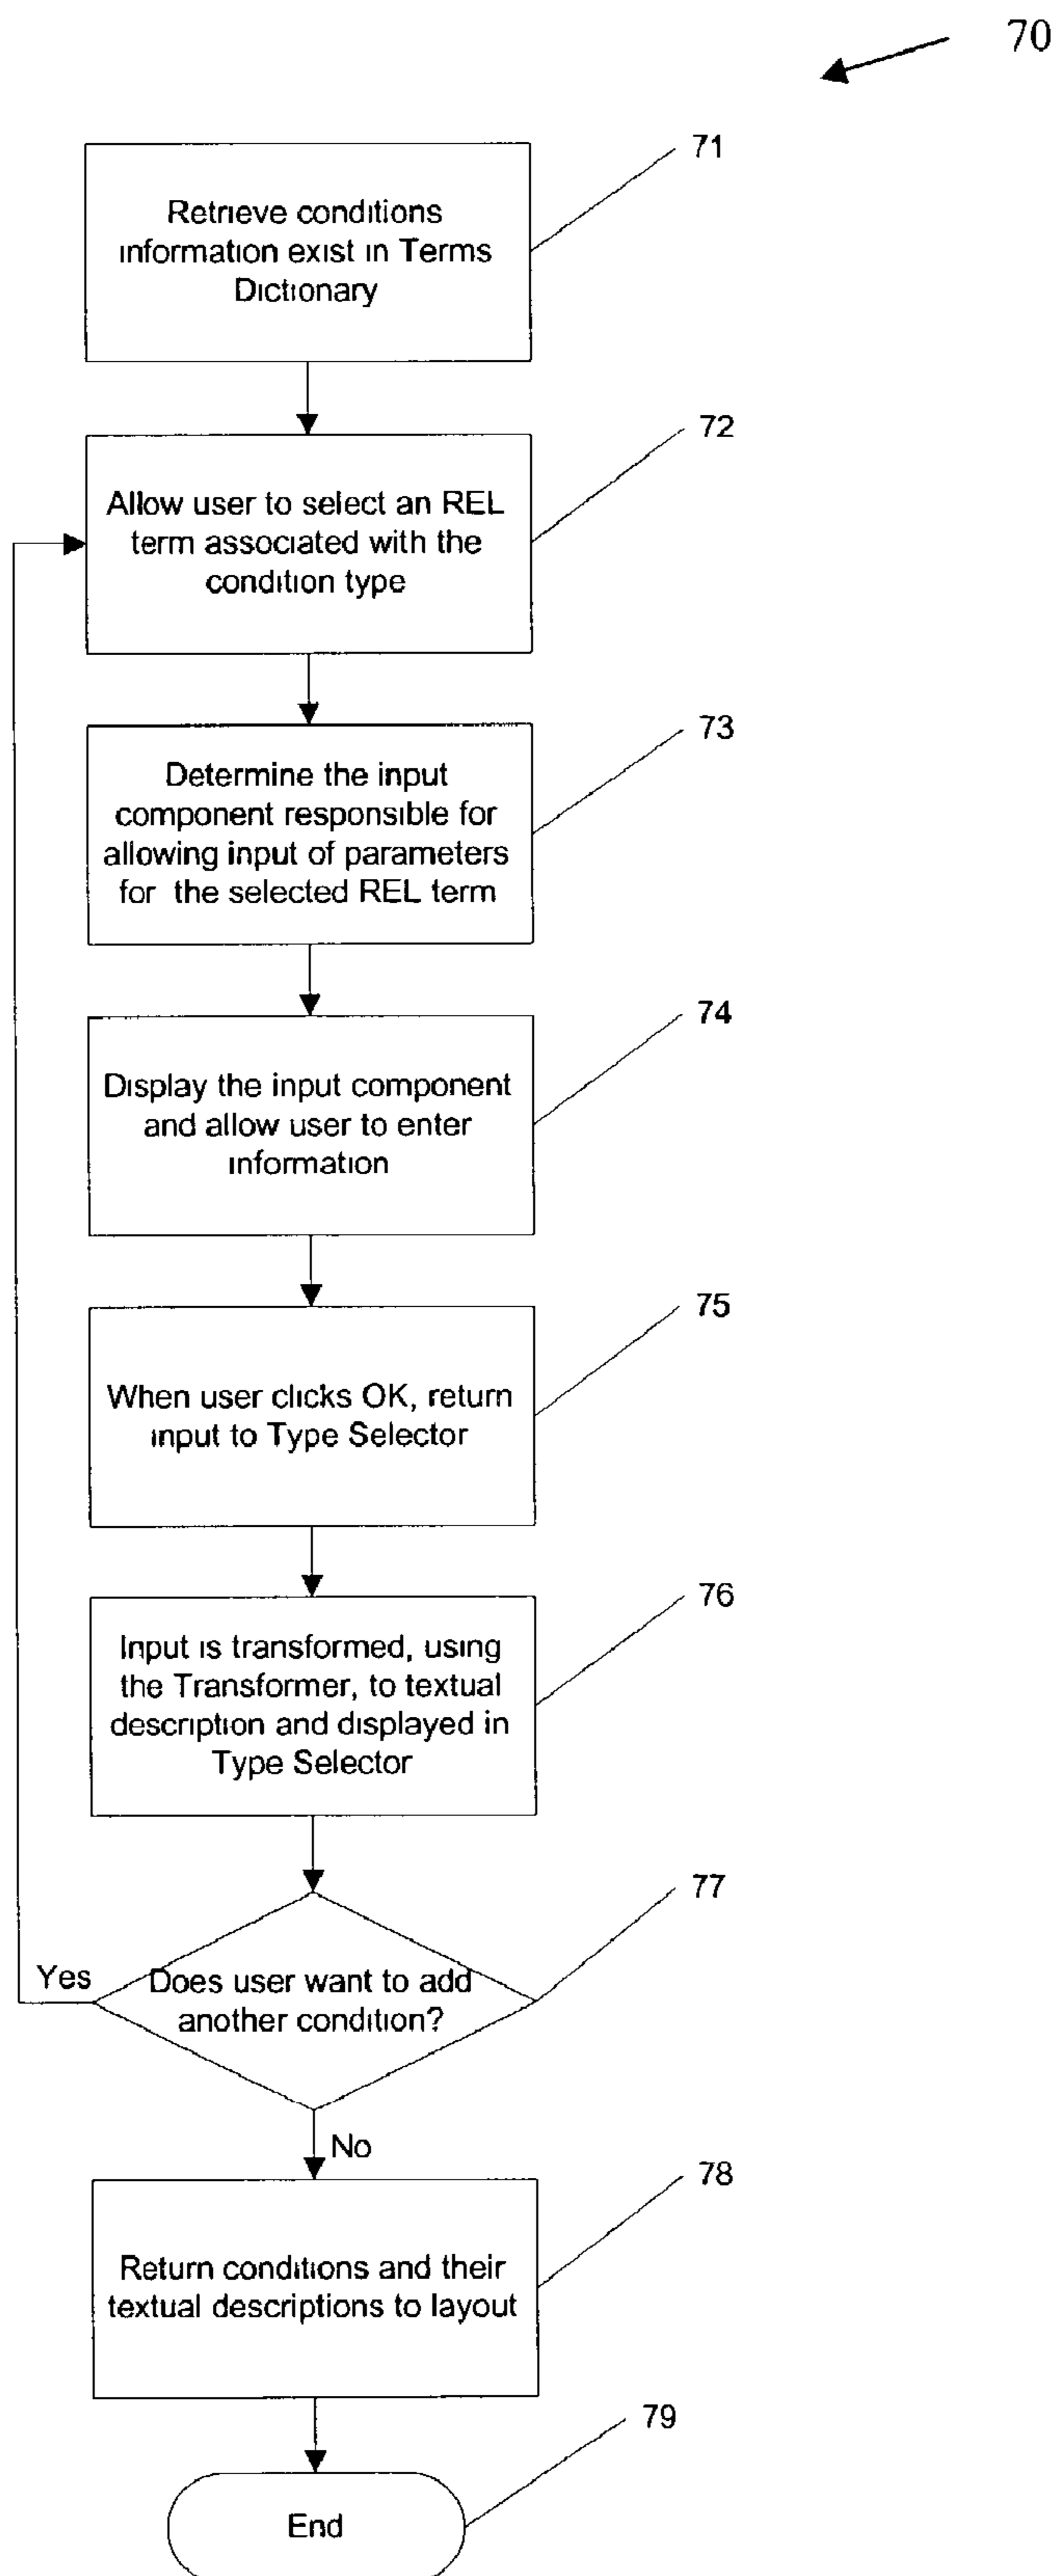 70
71
Retrieve conditions
information exist in Terms
Dictionary
72
Allow user to select an REL
term associated with the
condition type
73
Determine the input
component responsible for
allowing input of parameters
for the selected REL term
74
Display the input component
and allow user to enter
information
75
When user clicks OK, return
input to Type Selector
76
Input is transformed, using
the Transformer, to textual
description and displayed in
Type Selector
77
Yes
Does user want to add
another condition?
No
78
Return conditions and their
textual descriptions to layout
79
End